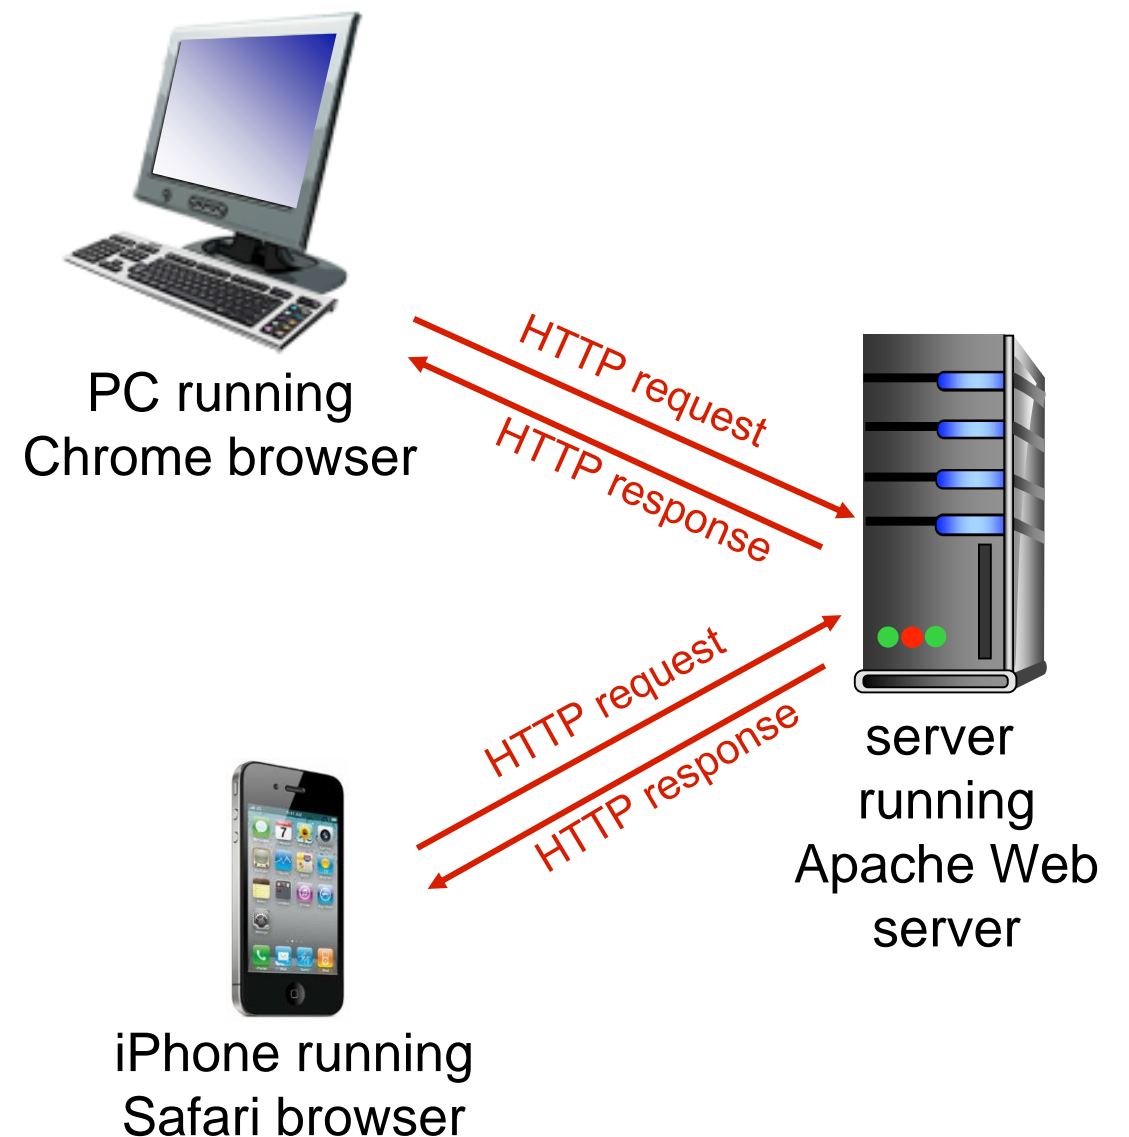 HTTP request
HTTP response
PC running
Chrome browser
HTTP request
HTTP response
server
running
Apache Web
server
iPhone running
Safari browser